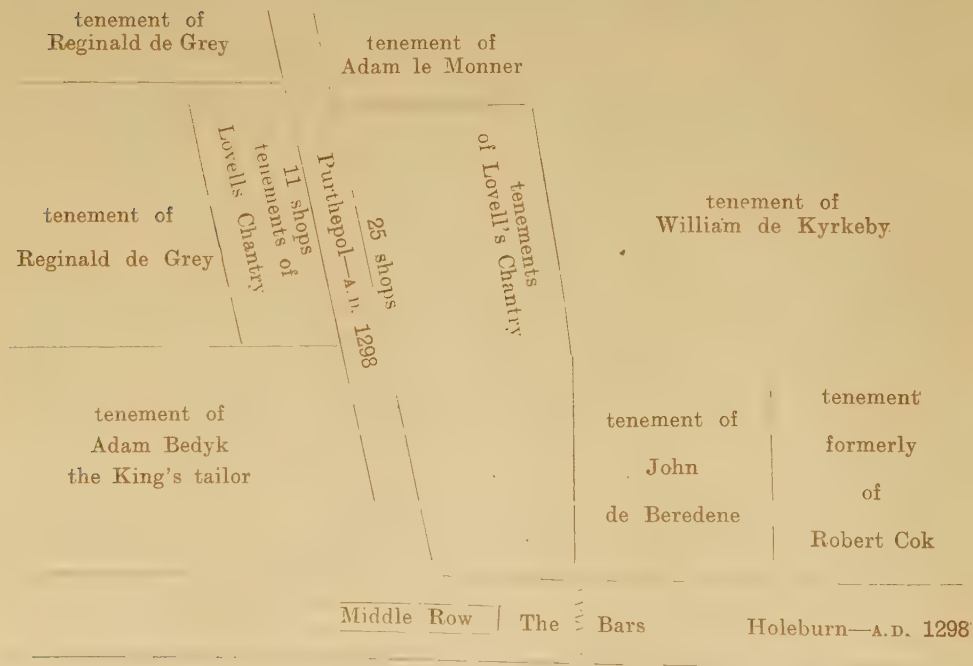 tenement of
Reginald de Grey
tenement of
Adam le Monner
tenement of
Reginald de Grey
Lovells Chantry
tenements of
11 shops
Purthepol—A.D. 1298
25 shops
tenements
of Lovell's Chantry
tenement of
William de Kyrkeby
tenement of
Adam Bedyk
the King's tailor
tenement of
John
de Beredene
tenement
formerly
of
Robert Cok
Middle Row
The Bars
Holeburn—A.D. 1298